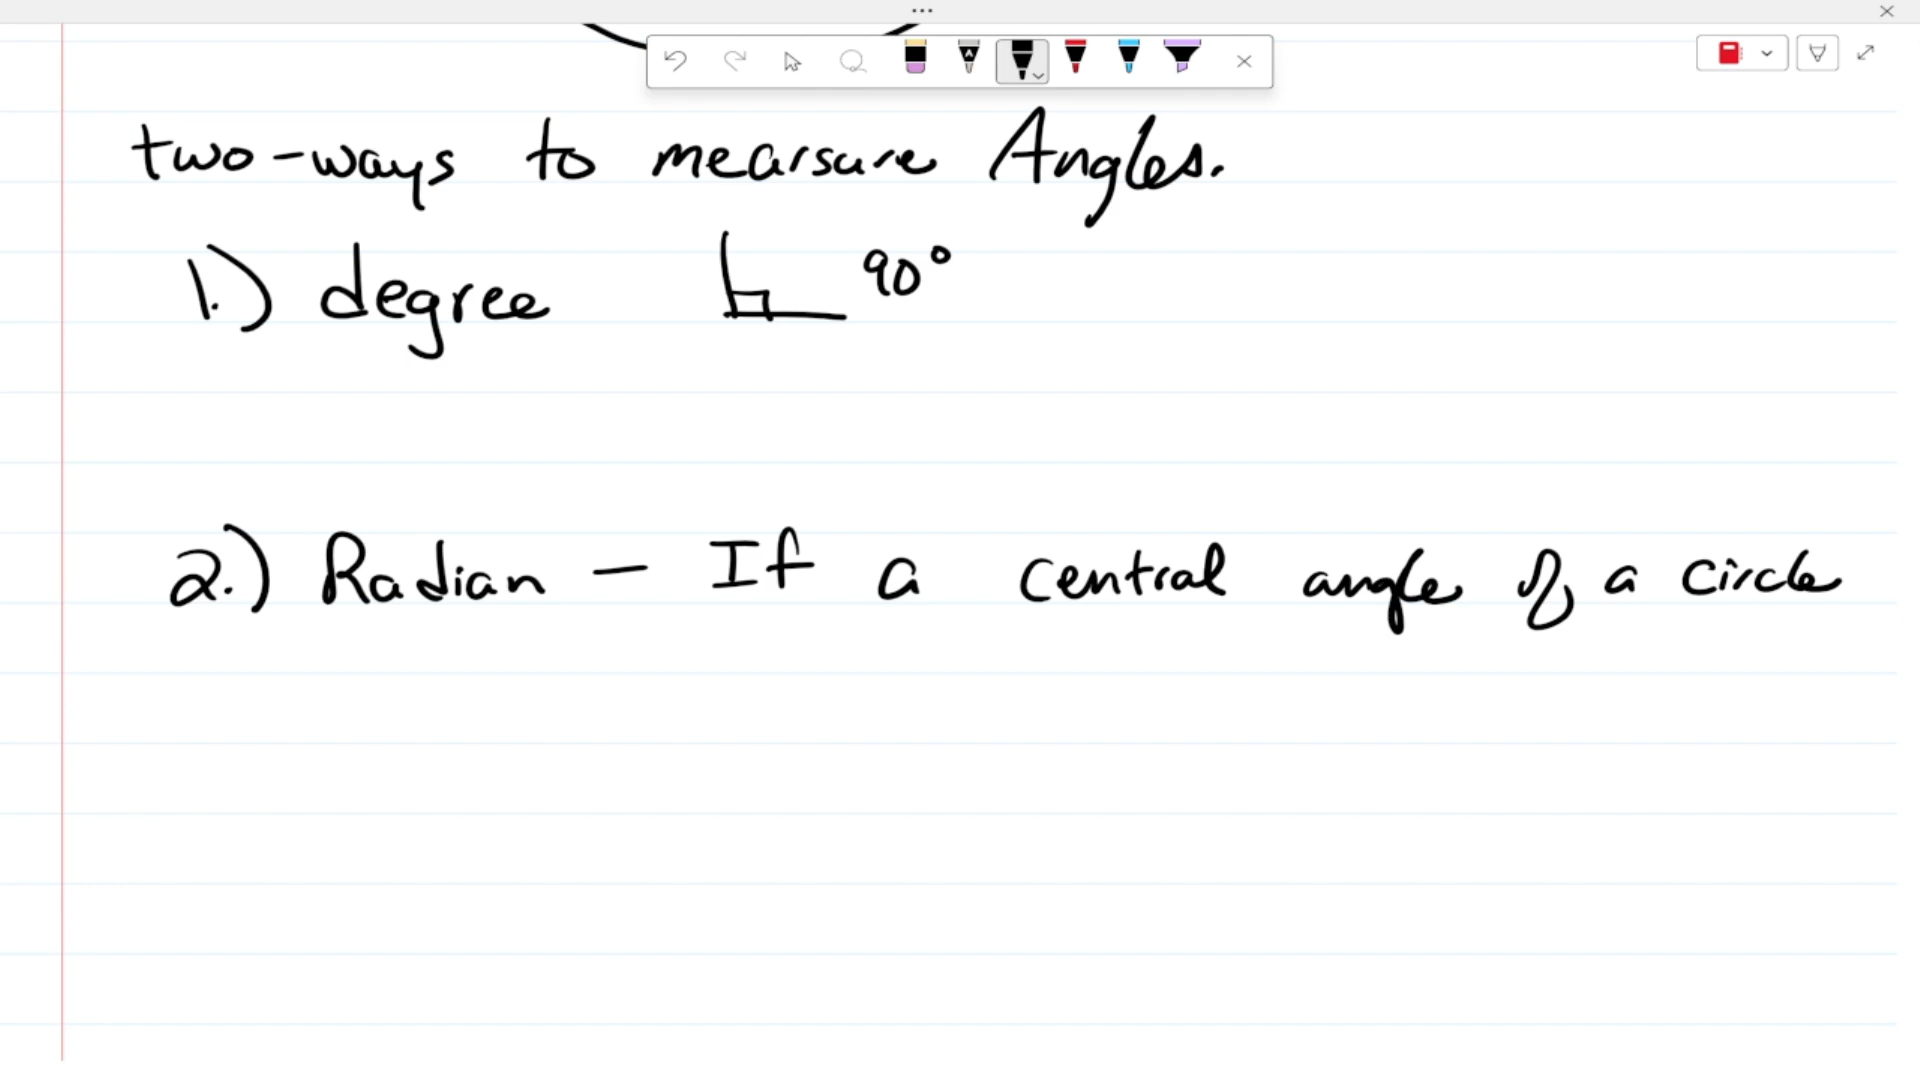 two-ways to mearsure Angles.
1.) degree 90°
2.) Radian - If a central angle of a circle